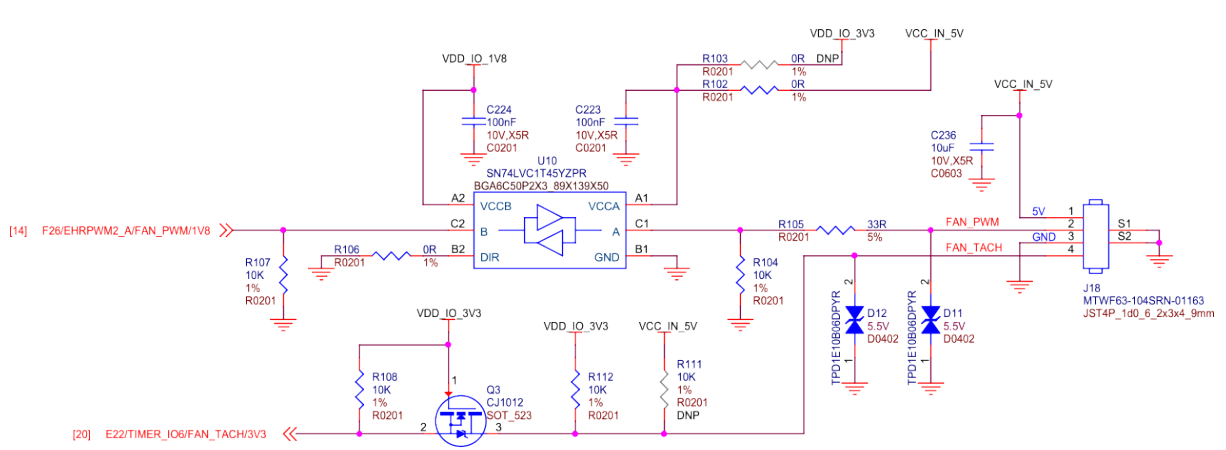 VDD_IO_3V3
VCC_IN_5V
VDD_IO_1V8
R103
R0201
0R
1%
DNP
R102
R0201
0R
1%
VCC_IN_5V
C224
100nF
10V,X5R
C0201
C223
100nF
10V,X5R
C0201
C236
10uF
10V,X5R
C0603
U10
SN74LVC1T45YZPR
BGA6C50P2X3_89X139X50
A2
VCCB
VCCA
A1
C2
B
A
C1
B2
DIR
GND
B1
[14]
F26/EHRPWM2_A/FAN_PWM/1V8
R106
R0201
0R
1%
R107
10K
1%
R0201
R105
R0201
33R
5%
R104
10K
1%
R0201
FAN_PWM
FAN_TACH
5V
GND
1
2
3
4
S1
S2
J18
MTWF63-104SRN-01163
JST4P_1d0_6_2x3x4_9mm
2
D12
5.5V
D0402
1
TPD1E10B06DPYR
2
D11
5.5V
D0402
1
TPD1E10B06DPYR
VDD_IO_3V3
VDD_IO_3V3
VCC_IN_5V
R108
10K
1%
R0201
1
Q3
CJ1012
SOT_523
2
3
R112
10K
1%
R0201
R111
10K
1%
R0201
DNP
[20]
E22/TIMER_IO6/FAN_TACH/3V3